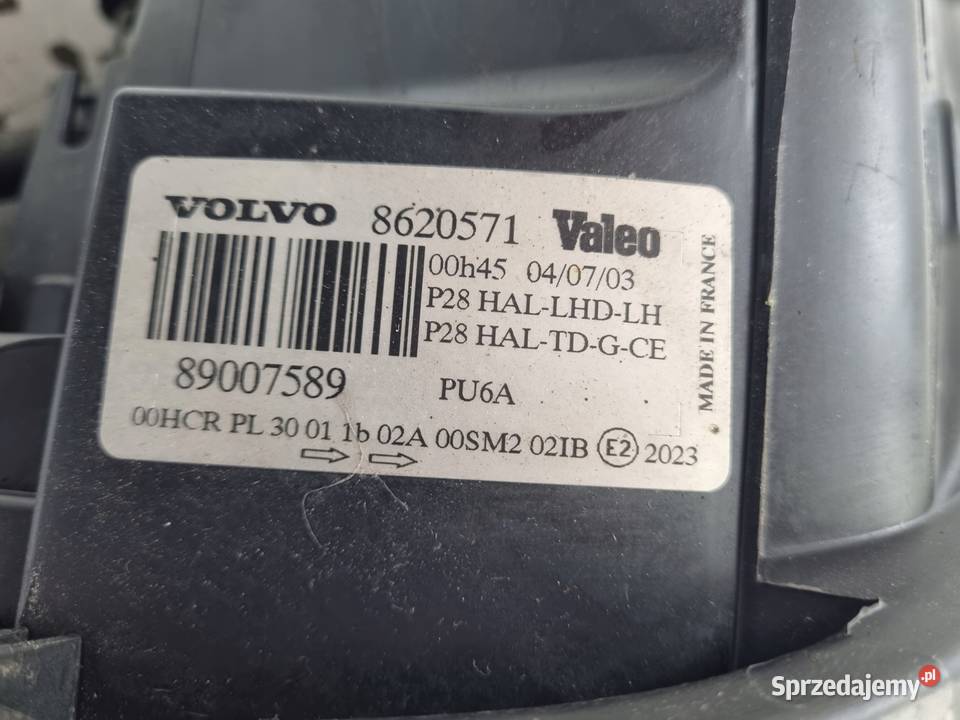 VOLVO 8620571 Valeo
00h45 04/07/03
P28 HAL-LHD-LH
P28 HAL-TD-G-CE
89007589 PU6A
00HCR PL 30 01 1b 02A 00SM2 02IB E2 2023
MADE IN FRANCE
Sprzedajemy.pl